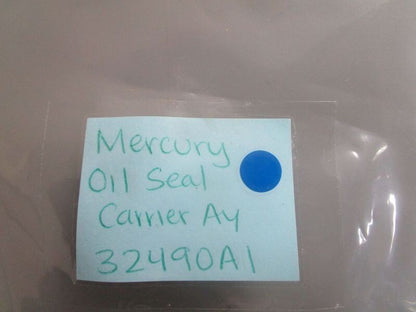 Mercury
Oil Seal
Carrier Ay
32490A1